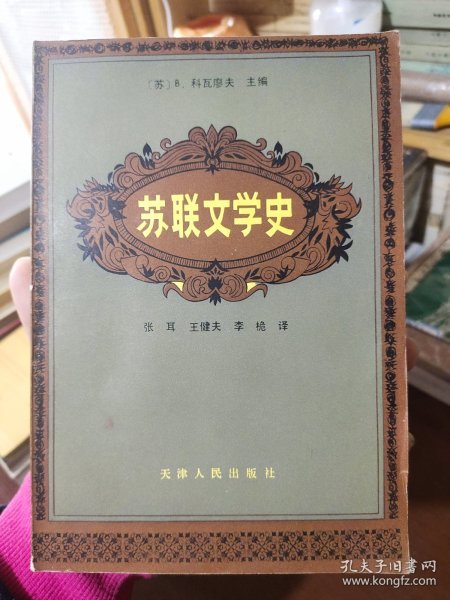 〔苏〕B. 科瓦廖夫 主编
苏联文学史
张耳 王健夫 李桅 译
天津人民出版社
孔夫子旧书网
www.kongfz.com